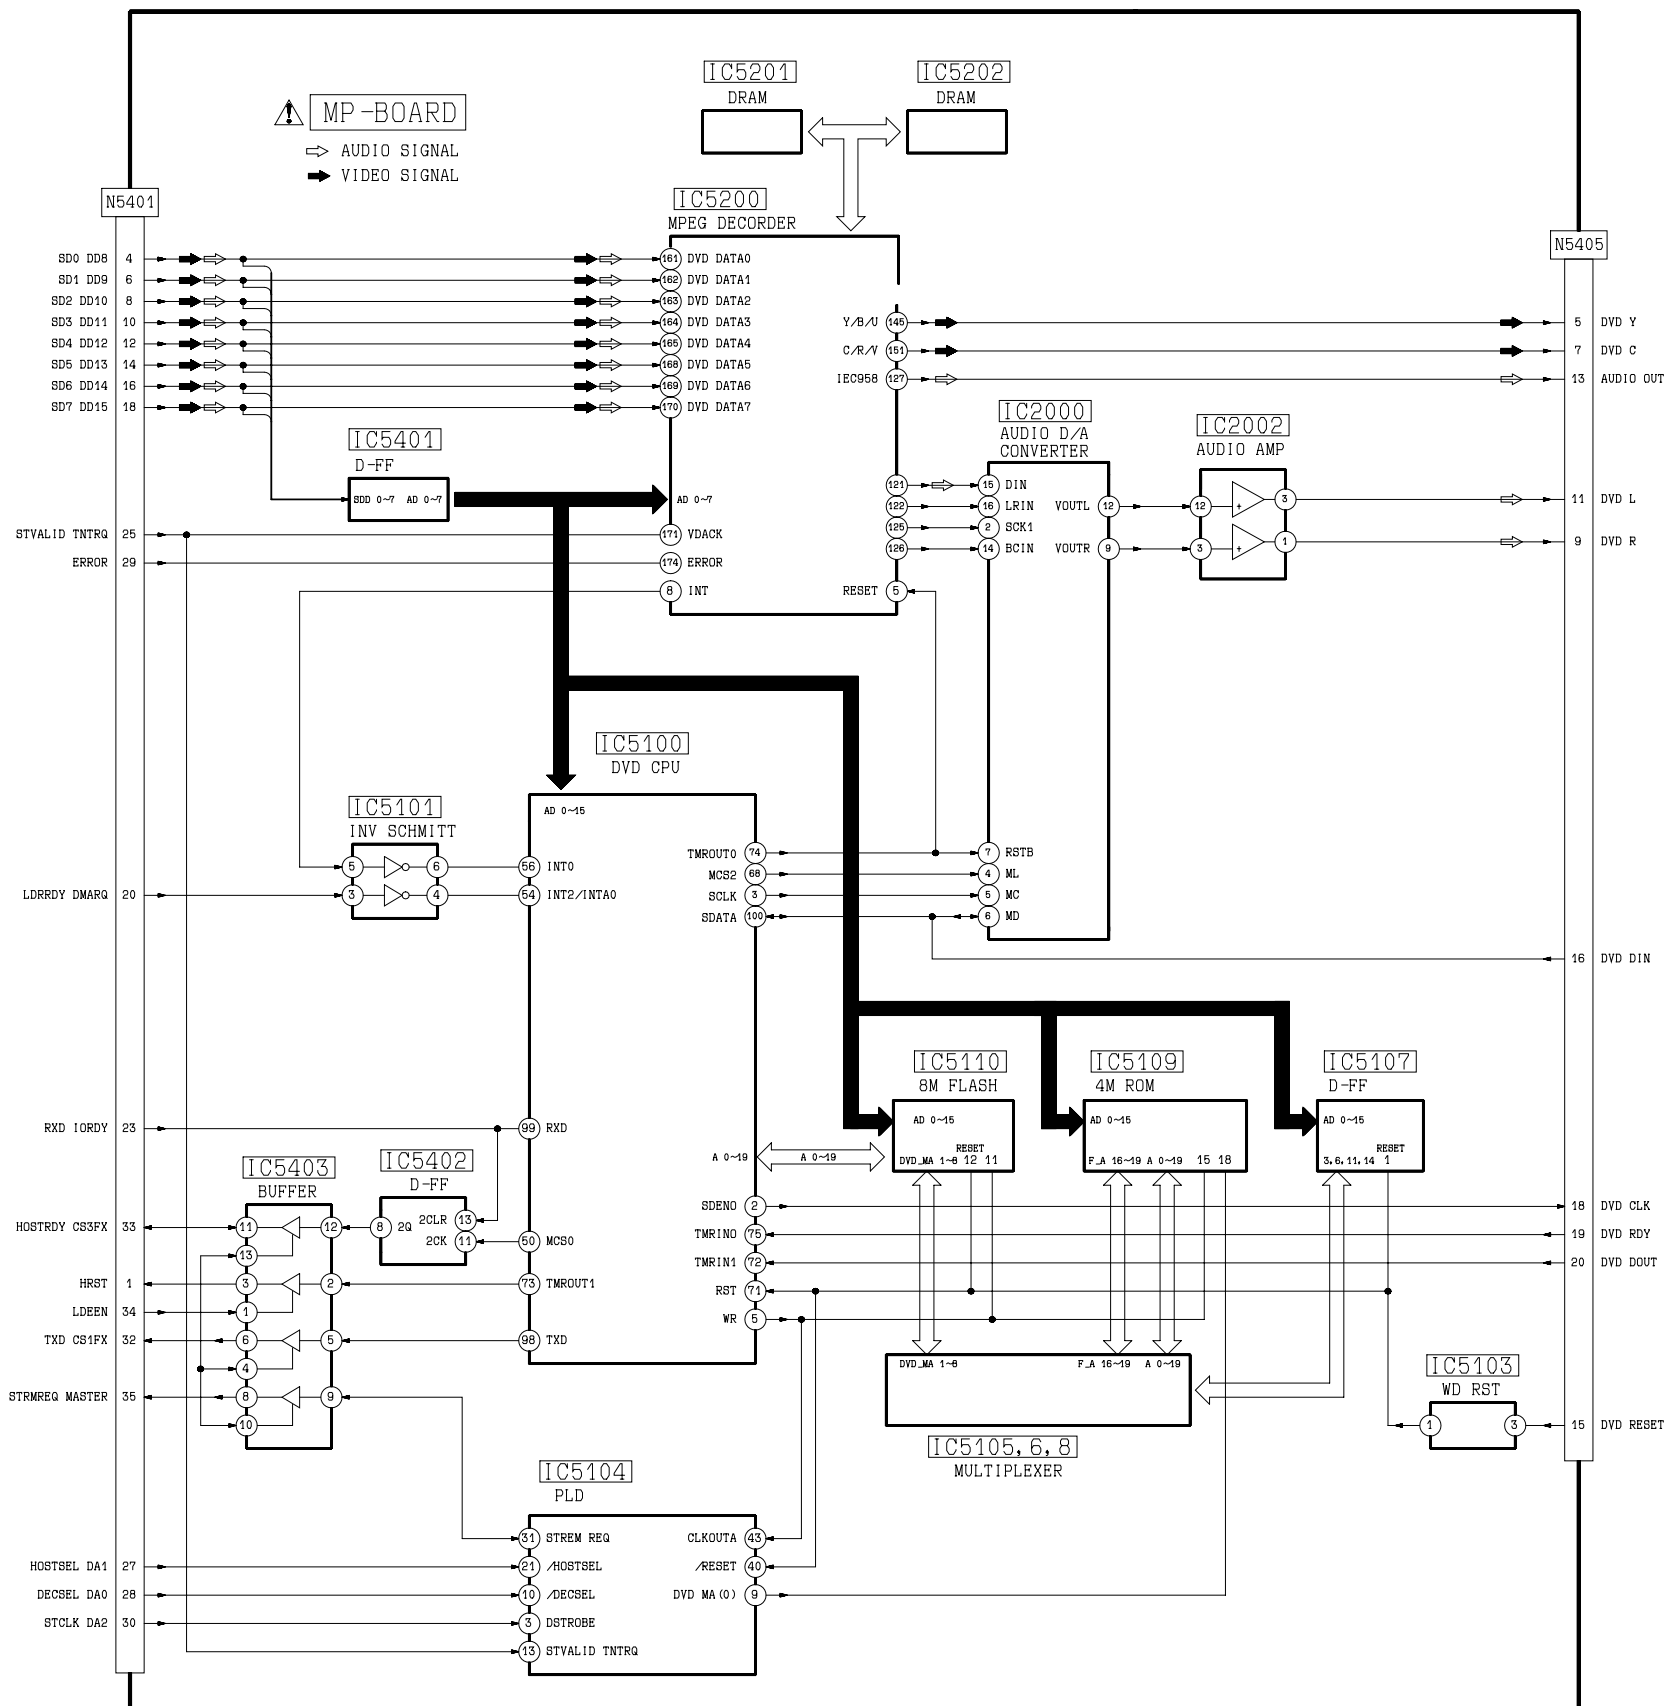 IC5201
DRAM
IC5202
DRAM
MP-BOARD
AUDIO SIGNAL
VIDEO SIGNAL
N5401
IC5200
MPEG DECORDER
N5405
SD0 DD8 4
SD1 DD9 6
SD2 DD10 8
SD3 DD11 10
SD4 DD12 12
SD5 DD13 14
SD6 DD14 16
SD7 DD15 18
161 DVD DATA0
162 DVD DATA1
163 DVD DATA2
164 DVD DATA3
165 DVD DATA4
168 DVD DATA5
169 DVD DATA6
170 DVD DATA7
Y/B/U 145
C/R/V 151
IEC958 127
5 DVD Y
7 DVD C
13 AUDIO OUT
IC5401
D-FF
SDD 0~7 AD 0~7
AD 0~7
IC2000
AUDIO D/A
CONVERTER
IC2002
AUDIO AMP
121
122
125
126
15 DIN
16 LRIN
2 SCK1
14 BCIN
VOUTL 12
VOUTR 9
12
3
3
1
11 DVD L
9 DVD R
STVALID TNTRQ 25
ERROR 29
171 VDACK
174 ERROR
8 INT
RESET 5
IC5100
DVD CPU
AD 0~15
IC5101
INV SCHMITT
5
6
3
4
LDRRDY DMARQ 20
56 INT0
54 INT2/INTA0
TMROUT0 74
MCS2 68
SCLK 3
SDATA 100
7 RSTB
4 ML
5 MC
6 MD
16 DVD DIN
IC5110
8M FLASH
AD 0~15
RESET
DVD_MA 1~8 12 11
IC5109
4M ROM
AD 0~15
F_A 16~19 A 0~19 15 18
IC5107
D-FF
AD 0~15
RESET
3,6,11,14 1
RXD IORDY 23
99 RXD
A 0~19
A 0~19
IC5403
BUFFER
IC5402
D-FF
8 2Q
2CLR 13
2CK 11
HOSTRDY CS3FX 33
HRST 1
LDEEN 34
TXD CS1FX 32
STRMREQ MASTER 35
11
12
13
3
2
1
6
5
4
8
9
10
50 MCS0
73 TMROUT1
98 TXD
SDEN0 2
TMRIN0 75
TMRIN1 72
RST 71
WR 5
18 DVD CLK
19 DVD RDY
20 DVD DOUT
DVD_MA 1~8 F_A 16~19 A 0~19
IC5105,6,8
MULTIPLEXER
IC5103
WD RST
1
3
15 DVD RESET
IC5104
PLD
31 STREM REQ
21 /HOSTSEL
10 /DECSEL
3 DSTROBE
13 STVALID TNTRQ
CLKOUTA 43
/RESET 40
DVD MA(0) 9
HOSTSEL DA1 27
DECSEL DA0 28
STCLK DA2 30